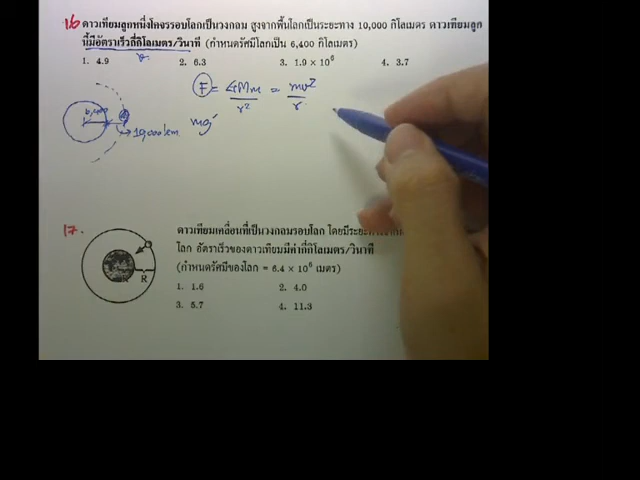 16. ดาวเทียมลูกหนึ่งโคจรรอบโลกเป็นวงกลม สูงจากพื้นโลกเป็นระยะทาง 10,000 กิโลเมตร ดาวเทียมลูก
นี้มีอัตราเร็วกี่กิโลเมตร/วินาที (กำหนดรัศมีโลกเป็น 6,400 กิโลเมตร)
v
1. 4.9 2. 6.3 3. 1.9 × 10⁶ 4. 3.7
F = GMm/r² = mv²/r
10,000 km
mg'
17. ดาวเทียมเคลื่อนที่เป็นวงกลมรอบโลก โดยมีระยะ
โลก อัตราเร็วของดาวเทียมมีค่ากี่กิโลเมตร/วินาที
(กำหนดรัศมีของโลก = 6.4 × 10⁶ เมตร)
R R
1. 1.6 2. 4.0
3. 5.7 4. 11.3